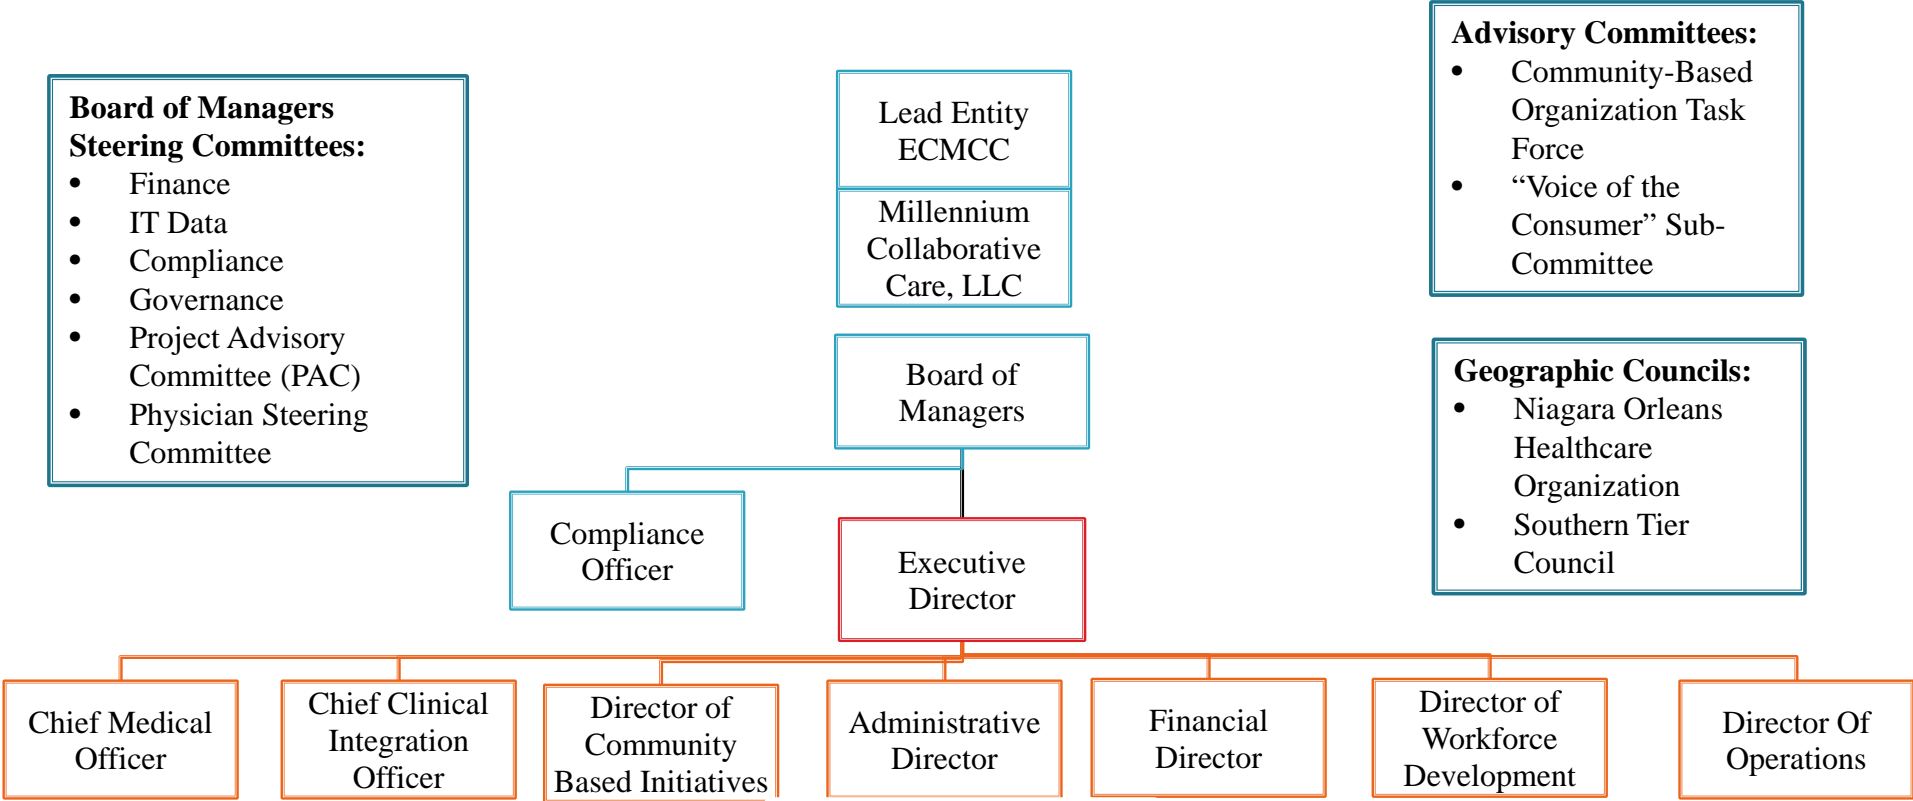 Board of Managers
Steering Committees:
• Finance
• IT Data
• Compliance
• Governance
• Project Advisory
Committee (PAC)
• Physician Steering
Committee
Lead Entity
ECMCC
Millennium
Collaborative
Care, LLC
Board of
Managers
Advisory Committees:
• Community-Based
Organization Task
Force
• “Voice of the
Consumer” Sub-
Committee
Geographic Councils:
• Niagara Orleans
Healthcare
Organization
• Southern Tier
Council
Compliance
Officer
Executive
Director
Chief Medical
Officer
Chief Clinical
Integration
Officer
Director of
Community
Based Initiatives
Administrative
Director
Financial
Director
Director of
Workforce
Development
Director Of
Operations